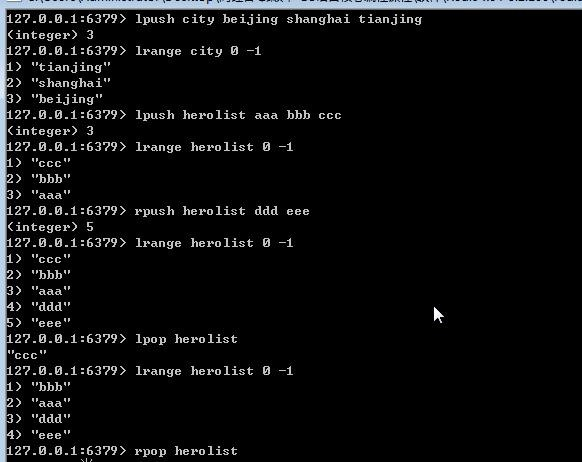 127.0.0.1:6379> lpush city beijing shanghai tianjing
(integer) 3
127.0.0.1:6379> lrange city 0 -1
1) "tianjing"
2) "shanghai"
3) "beijing"
127.0.0.1:6379> lpush herolist aaa bbb ccc
(integer) 3
127.0.0.1:6379> lrange herolist 0 -1
1) "ccc"
2) "bbb"
3) "aaa"
127.0.0.1:6379> rpush herolist ddd eee
(integer) 5
127.0.0.1:6379> lrange herolist 0 -1
1) "ccc"
2) "bbb"
3) "aaa"
4) "ddd"
5) "eee"
127.0.0.1:6379> lpop herolist
"ccc"
127.0.0.1:6379> lrange herolist 0 -1
1) "bbb"
2) "aaa"
3) "ddd"
4) "eee"
127.0.0.1:6379> rpop herolist